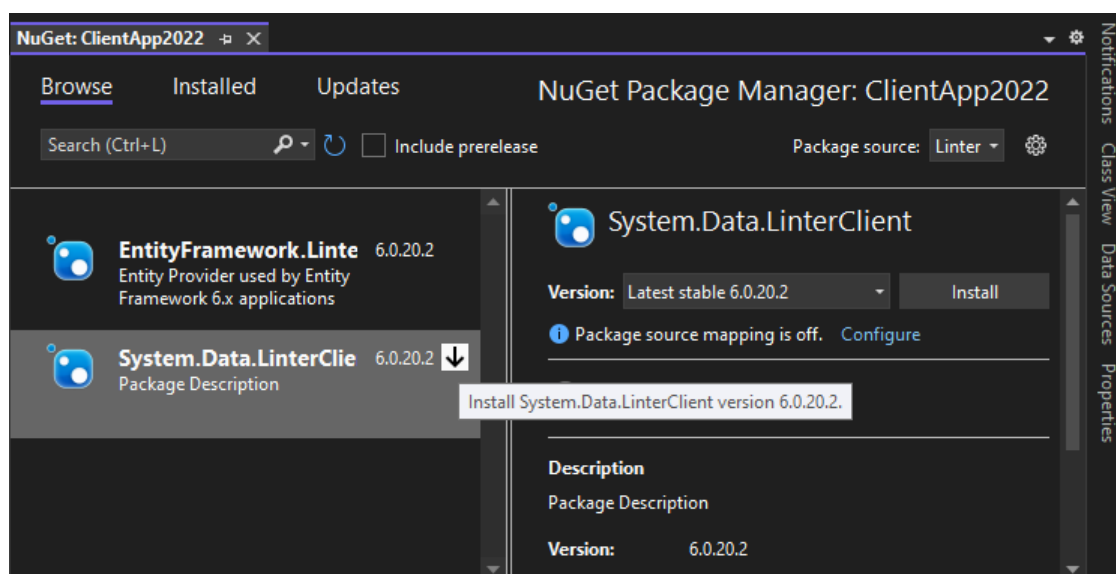 NuGet: ClientApp2022
Browse Installed Updates
NuGet Package Manager: ClientApp2022
Search (Ctrl+L)
Include prerelease
Package source: Linter
EntityFramework.Linte 6.0.20.2
Entity Provider used by Entity
Framework 6.x applications
System.Data.LinterClie 6.0.20.2
Package Description
Install System.Data.LinterClient version 6.0.20.2.
System.Data.LinterClient
Version: Latest stable 6.0.20.2 Install
Package source mapping is off. Configure
Description
Package Description
Version: 6.0.20.2
Notifications
Class View
Data Sources
Properties